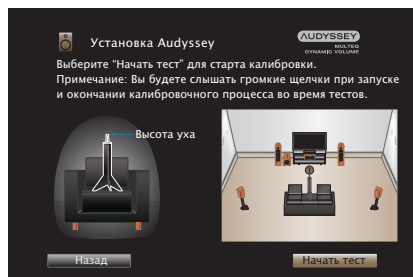 Установка Audyssey
AUDYSSEY
MULTEQ
DYNAMIC VOLUME
Выберите “Начать тест” для старта калибровки.
Примечание: Вы будете слышать громкие щелчки при запуске
и окончании калибровочного процесса во время тестов.
Высота уха
Назад
Начать тест